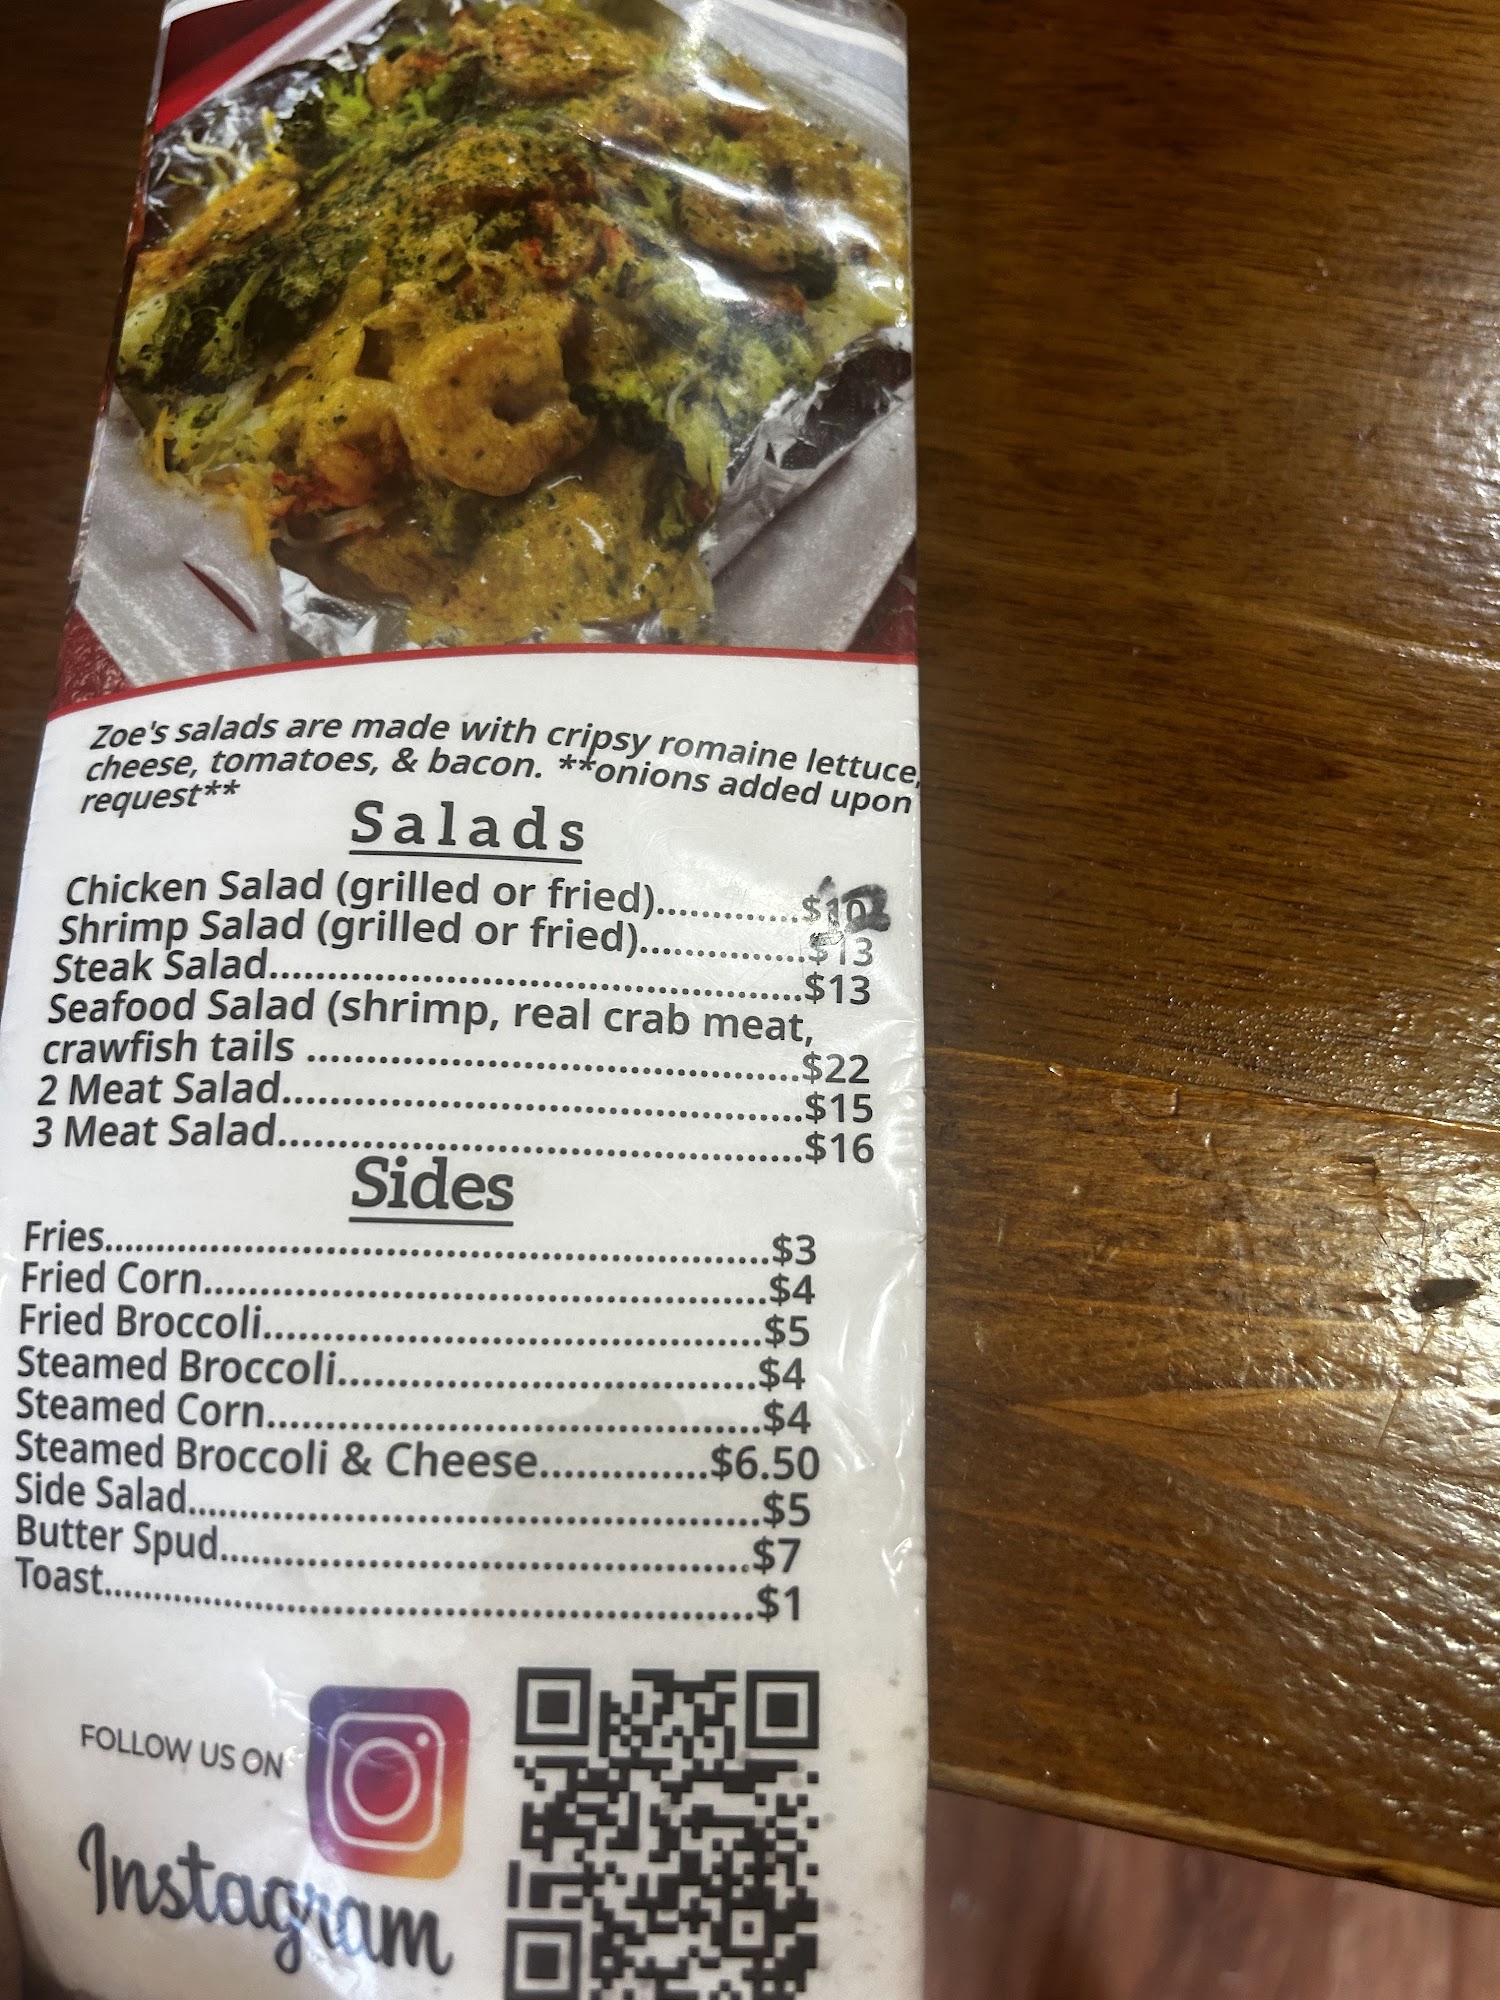 Zoe's salads are made with cripsy romaine lettuce,
cheese, tomatoes, & bacon. **onions added upon
request**
Salads
Chicken Salad (grilled or fried).............$12
Shrimp Salad (grilled or fried)...............$13
Steak Salad..................................................$13
Seafood Salad (shrimp, real crab meat,
crawfish tails ..............................................$22
2 Meat Salad.................................................$15
3 Meat Salad.................................................$16
Sides
Fries.................................................................$3
Fried Corn.......................................................$4
Fried Broccoli.................................................$5
Steamed Broccoli.........................................$4
Steamed Corn................................................$4
Steamed Broccoli & Cheese..............$6.50
Side Salad........................................................$5
Butter Spud....................................................$7
Toast.................................................................$1
FOLLOW US ON
Instagram